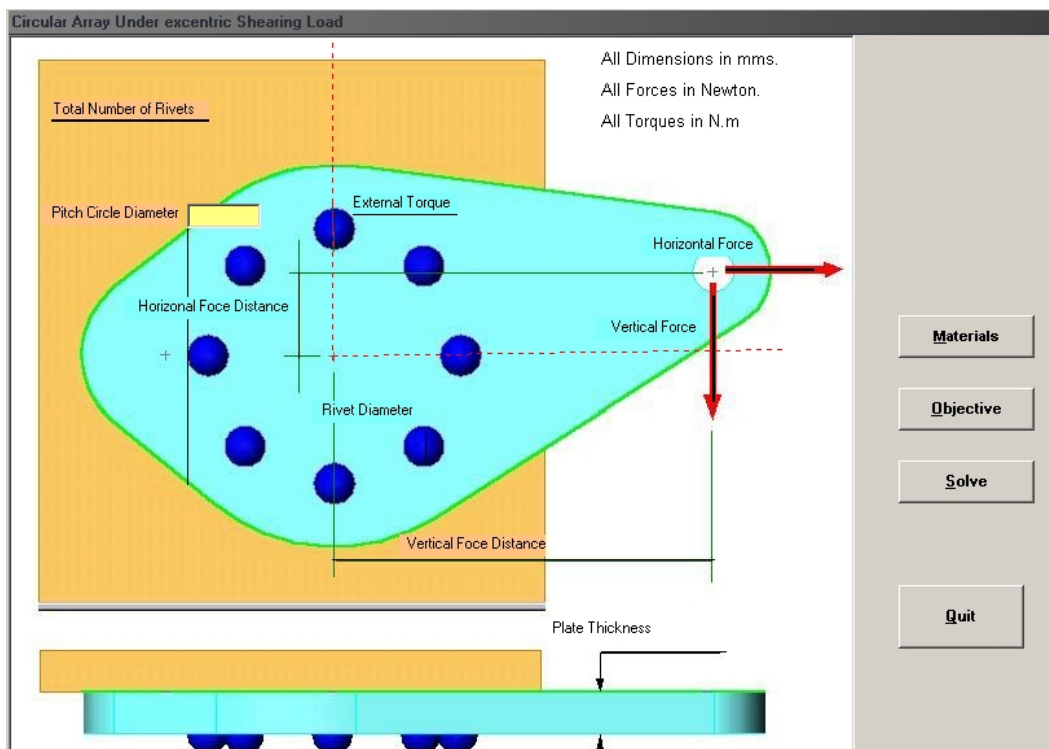 Circular Array Under excentric Shearing Load
All Dimensions in mms.
All Forces in Newton.
All Torques in N.m
Total Number of Rivets
External Torque
Pitch Circle Diameter
Horizontal Force
Horizonal Foce Distance
Vertical Force
Materials
Rivet Diameter
Objective
Solve
Vertical Foce Distance
Quit
Plate Thickness